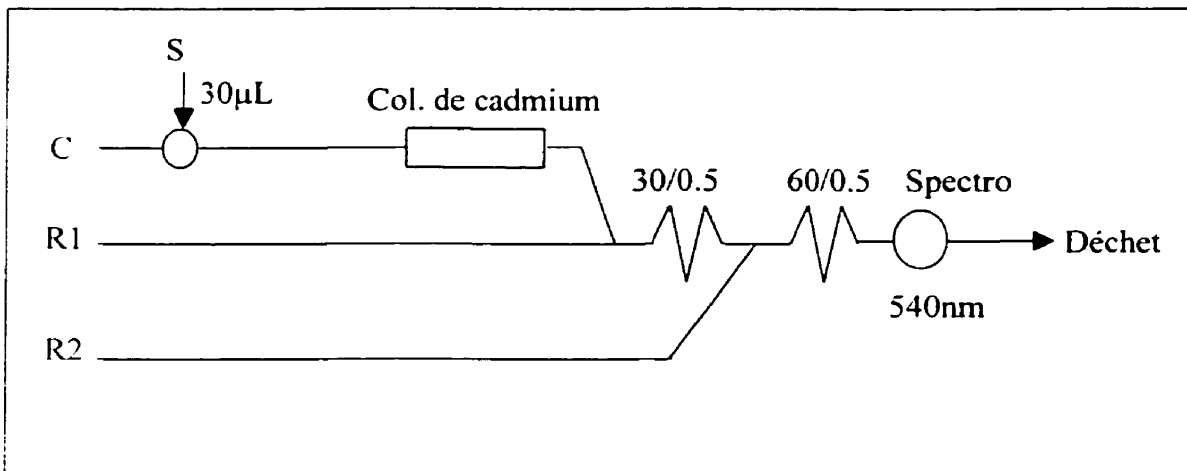 S
30µL
Col. de cadmium
C
30/0.5
60/0.5
Spectro
R1
Déchet
540nm
R2